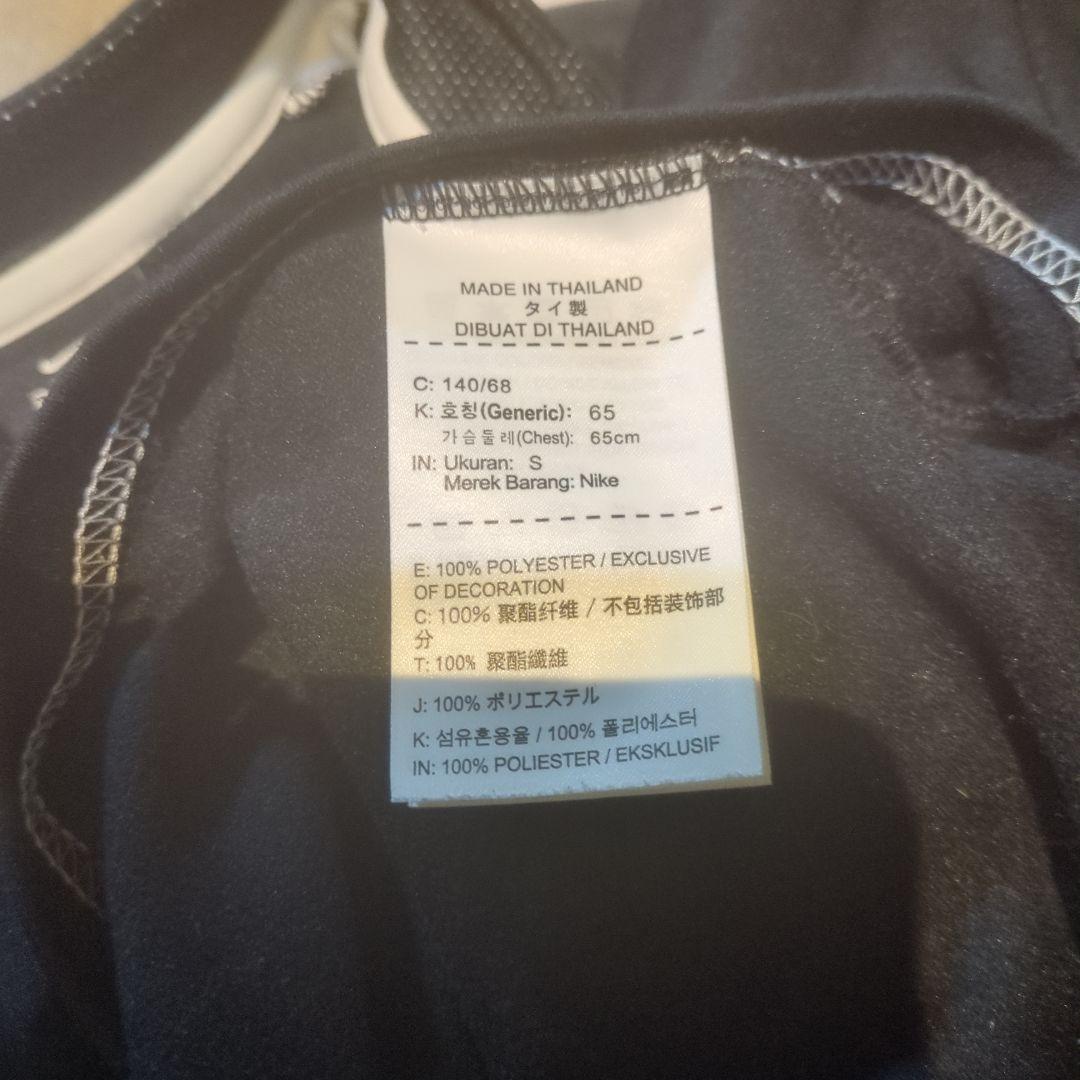 MADE IN THAILAND
タイ製
DIBUAT DI THAILAND
C: 140/68
K: 호칭(Generic): 65
가슴둘레(Chest): 65cm
IN: Ukuran: S
Merek Barang: Nike
E: 100% POLYESTER / EXCLUSIVE
OF DECORATION
C: 100% 聚酯纤维 / 不包括装饰部
分
T: 100% 聚酯纖維
J: 100% ポリエステル
K: 섬유혼용율 / 100% 폴리에스터
IN: 100% POLIESTER / EKSKLUSIF